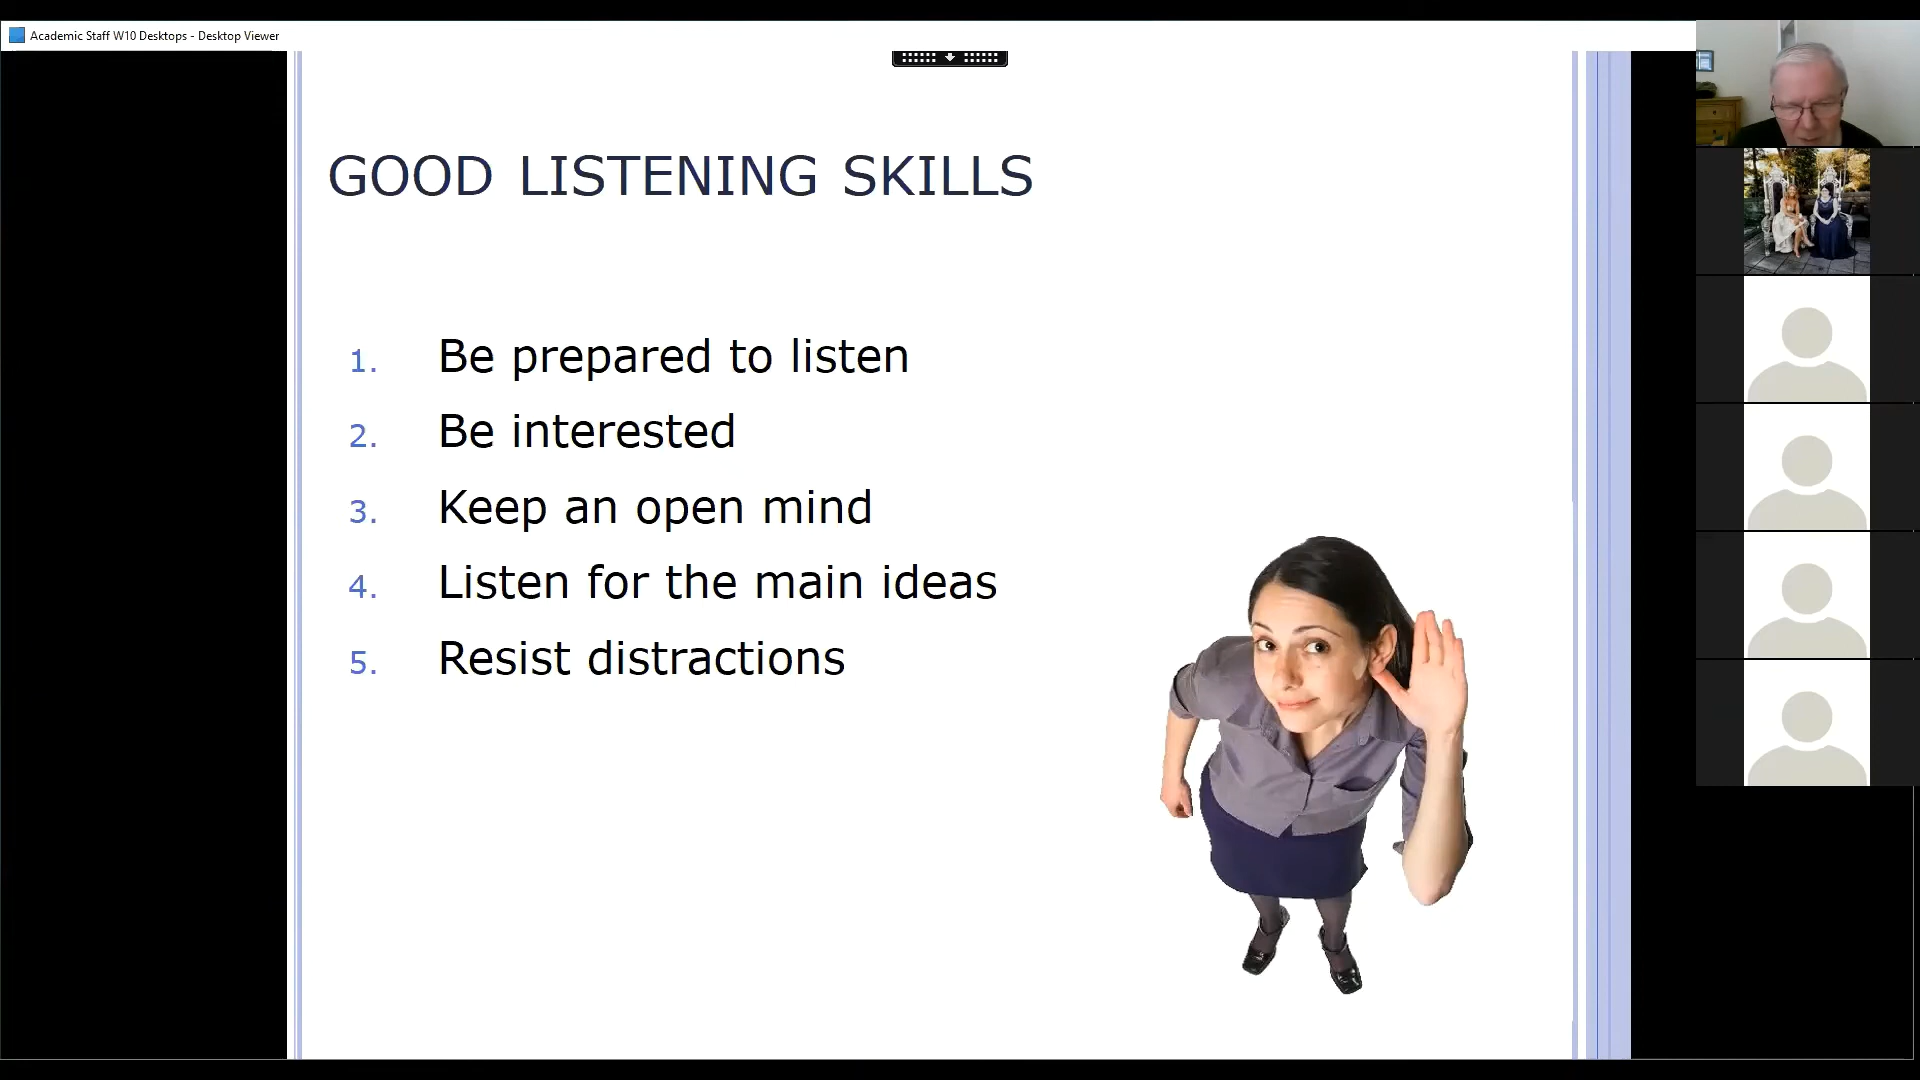 Academic Staff W10 Desktops - Desktop Viewer
GOOD LISTENING SKILLS
1. Be prepared to listen
2. Be interested
3. Keep an open mind
4. Listen for the main ideas
5. Resist distractions